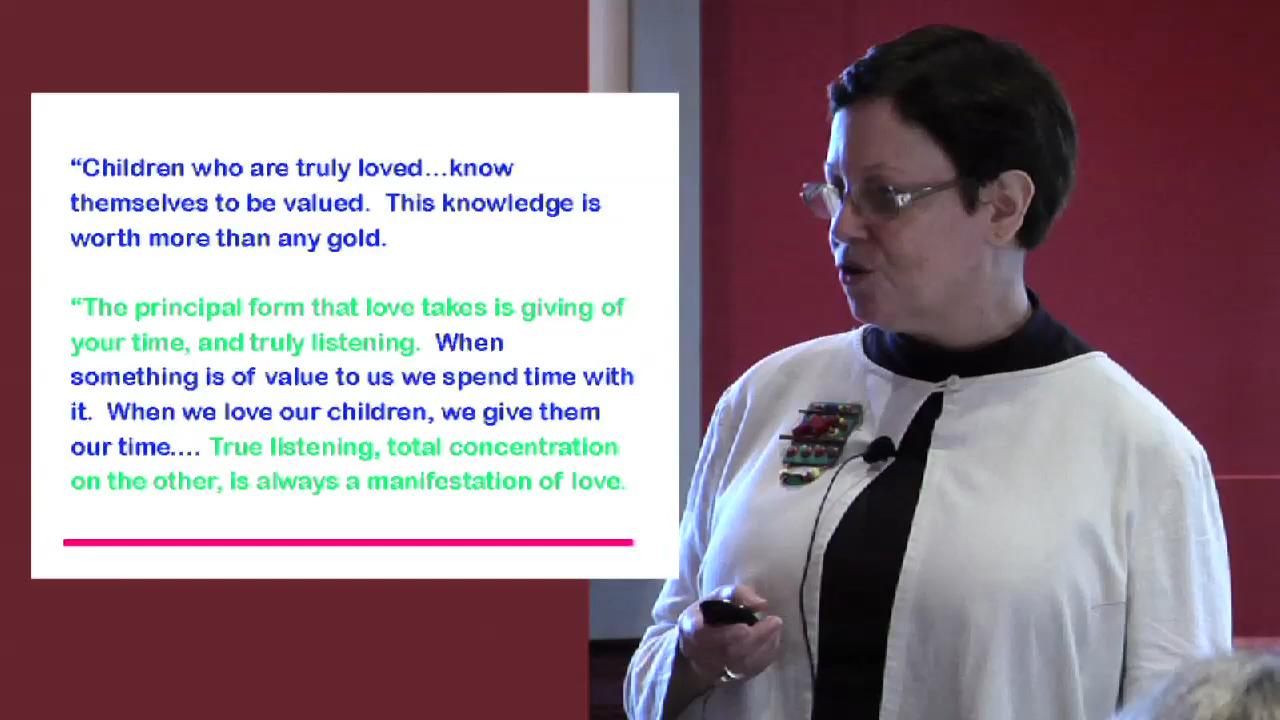 “Children who are truly loved...know
themselves to be valued.  This knowledge is
worth more than any gold.
“The principal form that love takes is giving of
your time, and truly listening.  When
something is of value to us we spend time with
it.  When we love our children, we give them
our time.... True listening, total concentration
on the other, is always a manifestation of love.